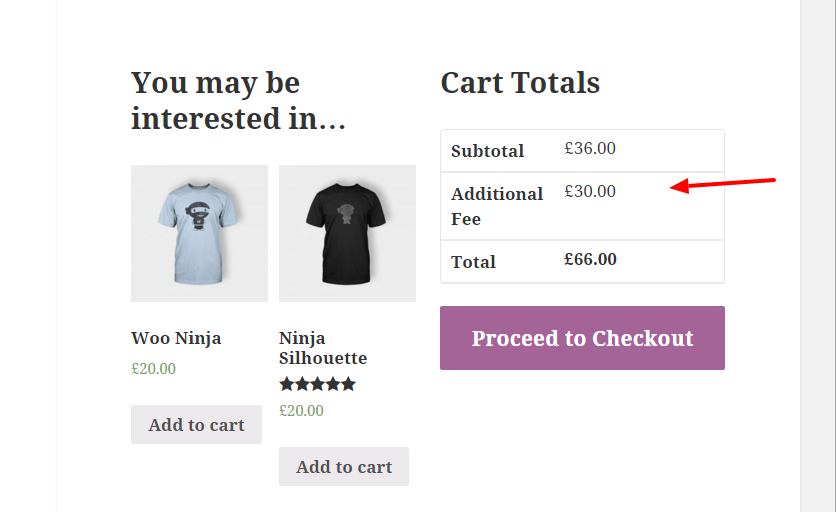 You may be
interested in...
Woo Ninja
£20.00
Add to cart
Ninja
Silhouette
£20.00
Add to cart
Cart Totals
Subtotal £36.00
Additional £30.00
Fee
Total £66.00
Proceed to Checkout